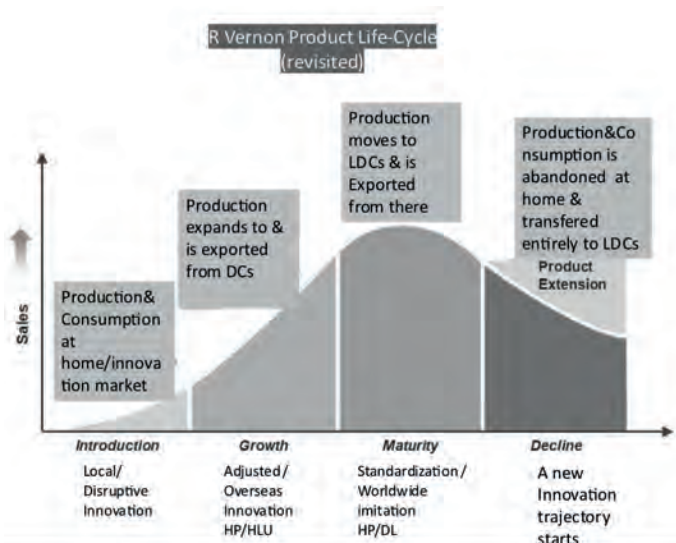 R Vernon Product Life-Cycle
(revisited)
Production
moves to
LDCs & is
Exported
from there
Production&Co
nsumption is
abandoned at
home &
transfered
entirely to LDCs
Product
Extension
Production
expands to &
is exported
from DCs
Production&
Consumption
at
home/innova
tion market
Sales
Introduction
Growth
Maturity
Decline
Local/
Disruptive
Innovation
Adjusted/
Overseas
Innovation
HP/HLU
Standardization/
Worldwide
imitation
HP/DL
A new
Innovation
trajectory
starts